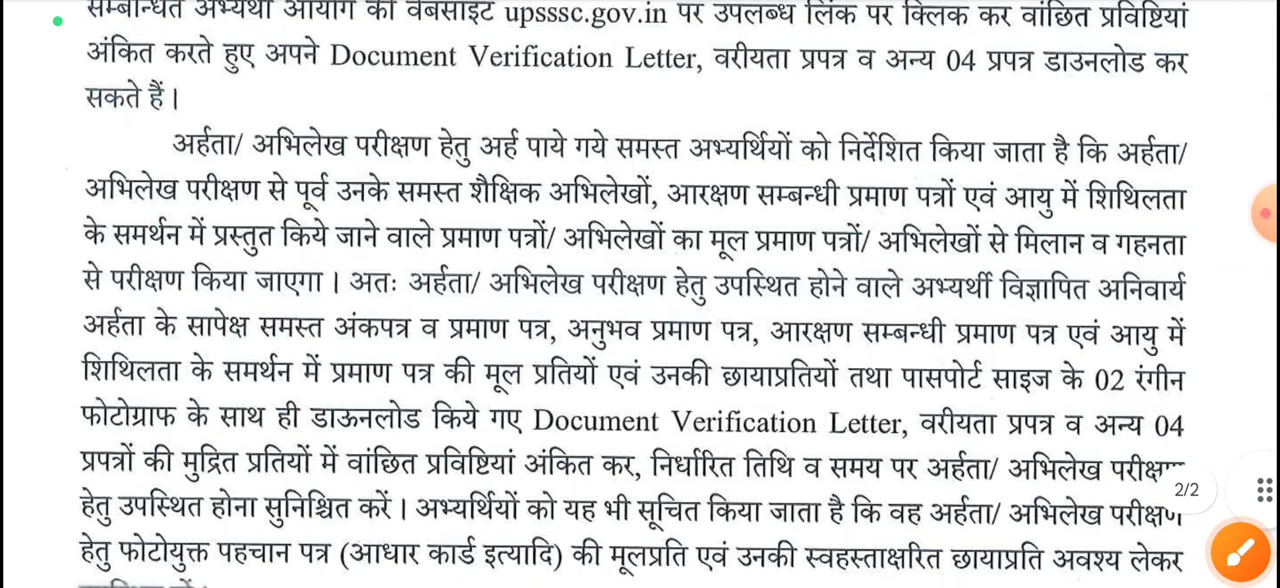 सम्बन्धित अभ्यर्थी आयोग की वेबसाइट upsssc.gov.in पर उपलब्ध लिंक पर क्लिक कर वांछित प्रविष्टियां
अंकित करते हुए अपने Document Verification Letter, वरीयता प्रपत्र व अन्य 04 प्रपत्र डाउनलोड कर
सकते हैं।
अर्हता/ अभिलेख परीक्षण हेतु अर्ह पाये गये समस्त अभ्यर्थियों को निर्देशित किया जाता है कि अर्हता/
अभिलेख परीक्षण से पूर्व उनके समस्त शैक्षिक अभिलेखों, आरक्षण सम्बन्धी प्रमाण पत्रों एवं आयु में शिथिलता
के समर्थन में प्रस्तुत किये जाने वाले प्रमाण पत्रों/ अभिलेखों का मूल प्रमाण पत्रों/ अभिलेखों से मिलान व गहनता
से परीक्षण किया जाएगा। अतः अर्हता/ अभिलेख परीक्षण हेतु उपस्थित होने वाले अभ्यर्थी विज्ञापित अनिवार्य
अर्हता के सापेक्ष समस्त अंकपत्र व प्रमाण पत्र, अनुभव प्रमाण पत्र, आरक्षण सम्बन्धी प्रमाण पत्र एवं आयु में
शिथिलता के समर्थन में प्रमाण पत्र की मूल प्रतियों एवं उनकी छायाप्रतियों तथा पासपोर्ट साइज के 02 रंगीन
फोटोग्राफ के साथ ही डाऊनलोड किये गए Document Verification Letter, वरीयता प्रपत्र व अन्य 04
प्रपत्रों की मुद्रित प्रतियों में वांछित प्रविष्टियां अंकित कर, निर्धारित तिथि व समय पर अर्हता/ अभिलेख परीक्षण
हेतु उपस्थित होना सुनिश्चित करें। अभ्यर्थियों को यह भी सूचित किया जाता है कि वह अर्हता/ अभिलेख परीक्षण
हेतु फोटोयुक्त पहचान पत्र (आधार कार्ड इत्यादि) की मूलप्रति एवं उनकी स्वहस्ताक्षरित छायाप्रति अवश्य लेकर
2/2